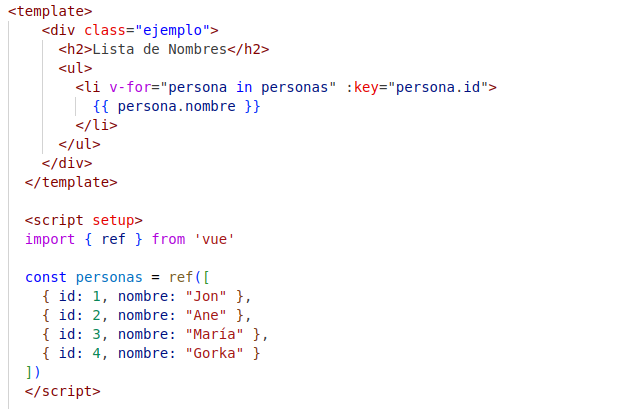 <template>
<div class="ejemplo">
<h2>Lista de Nombres</h2>
<ul>
<li v-for="persona in personas" :key="persona.id">
{{ persona.nombre }}
</li>
</ul>
</div>
</template>
<script setup>
import { ref } from 'vue'
const personas = ref([
{ id: 1, nombre: "Jon" },
{ id: 2, nombre: "Ane" },
{ id: 3, nombre: "María" },
{ id: 4, nombre: "Gorka" }
])
</script>